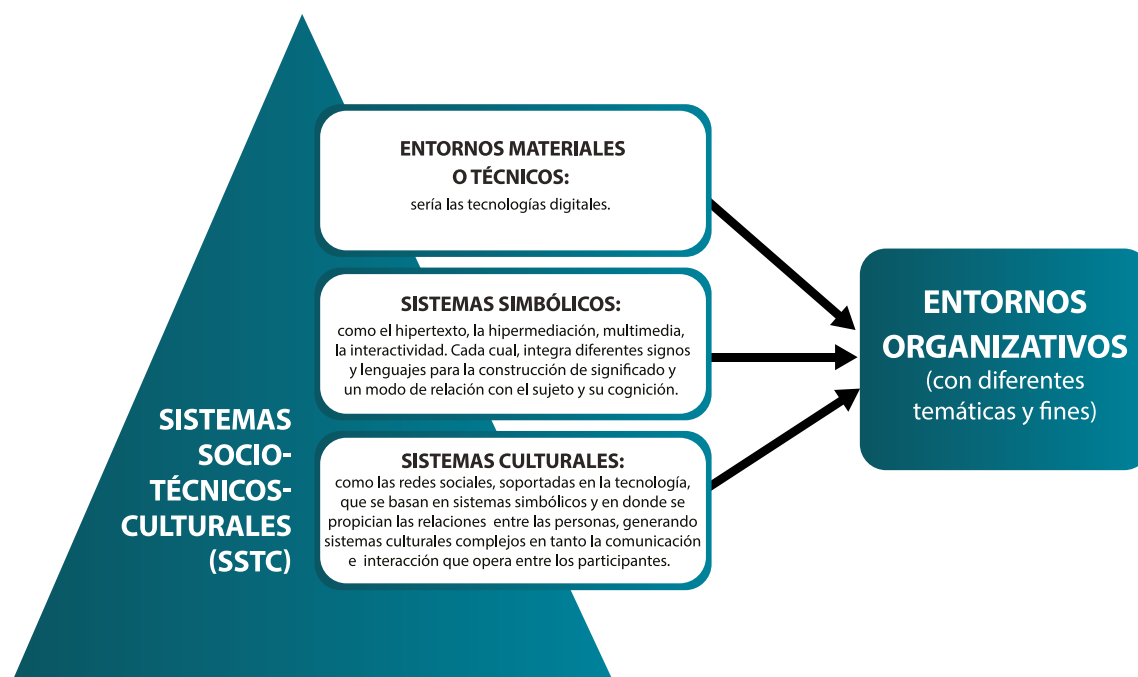 ENTORNOS MATERIALES
O TÉCNICOS:
sería las tecnologías digitales.
SISTEMAS SIMBÓLICOS:
como el hipertexto, la hipermediación, multimedia,
la interactividad. Cada cual, integra diferentes signos
y lenguajes para la construcción de significado y
un modo de relación con el sujeto y su cognición.
SISTEMAS CULTURALES:
como las redes sociales, soportadas en la tecnología,
que se basan en sistemas simbólicos y en donde se
propician las relaciones entre las personas, generando
sistemas culturales complejos en tanto la comunicación
e interacción que opera entre los participantes.
SISTEMAS
SOCIO-
TÉCNICOS-
CULTURALES
(SSTC)
ENTORNOS
ORGANIZATIVOS
(con diferentes
temáticas y fines)